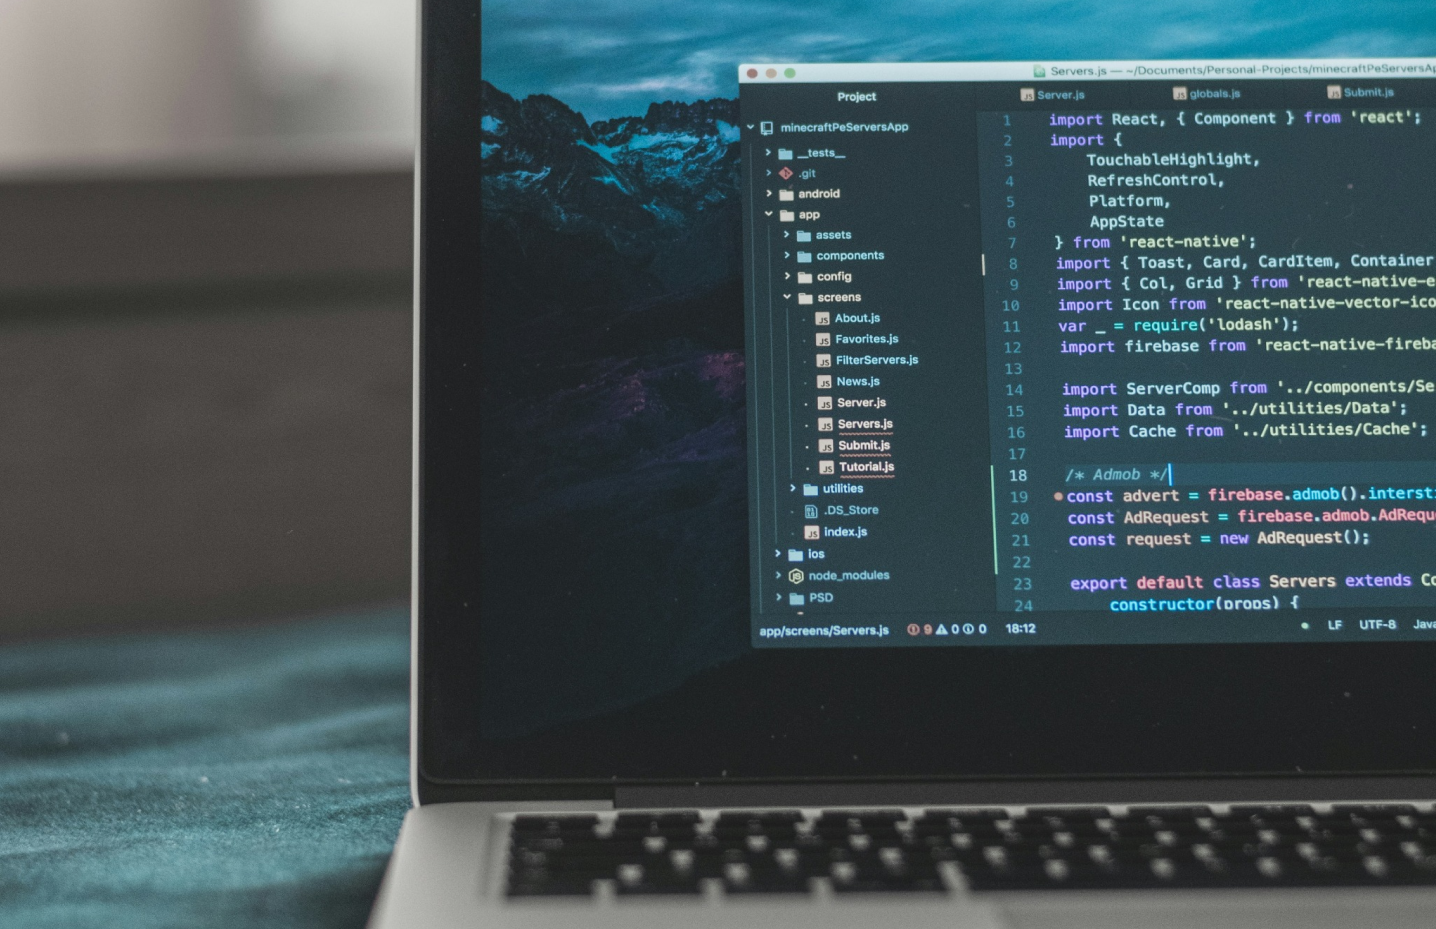 Servers.js — ~/Documents/Personal-Projects/minecraftPeServersAp
Project
Server.js
globals.js
Submit.js
minecraftPeServersApp
__tests__
.git
android
app
assets
components
config
screens
About.js
Favorites.js
FilterServers.js
News.js
Server.js
Servers.js
Submit.js
Tutorial.js
utilities
.DS_Store
index.js
ios
node_modules
PSD
1 import React, { Component } from 'react';
2 import {
3 TouchableHighlight,
4 RefreshControl,
5 Platform,
6 AppState
7 } from 'react-native';
8 import { Toast, Card, CardItem, Container
9 import { Col, Grid } from 'react-native-e
10 import Icon from 'react-native-vector-ico
11 var _ = require('lodash');
12 import firebase from 'react-native-fireba
13
14 import ServerComp from '../components/Se
15 import Data from '../utilities/Data';
16 import Cache from '../utilities/Cache';
17
18 /* Admob */
19 const advert = firebase.admob().intersti
20 const AdRequest = firebase.admob.AdRequ
21 const request = new AdRequest();
22
23 export default class Servers extends Co
24 constructor(props) {
app/screens/Servers.js 9 0 0 18:12 LF UTF-8 Java